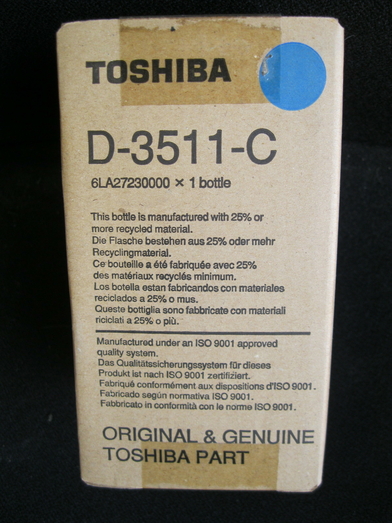 TOSHIBA
D-3511-C
6LA27230000 × 1 bottle
This bottle is manufactured with 25% or
more recycled material.
Die Flasche bestehen aus 25% oder mehr
Recyclingmaterial.
Ce bouteille a été fabriquée avec 25%
des matériaux recyclés minimum.
Los botella estan fabricandos con materiales
reciclados a 25% o mus.
Queste bottiglia sono fabbricate con materiali
riciclati a 25% o più.
Manufactured under an ISO 9001 approved
quality system.
Das Qualitätssicherungssystem für dieses
Produkt ist nach ISO 9001 zertifiziert.
Fabriqué conformément aux dispositions d'ISO 9001.
Fabricado según normativa ISO 9001.
Fabbricato in conformità con le norme ISO 9001.
ORIGINAL & GENUINE
TOSHIBA PART